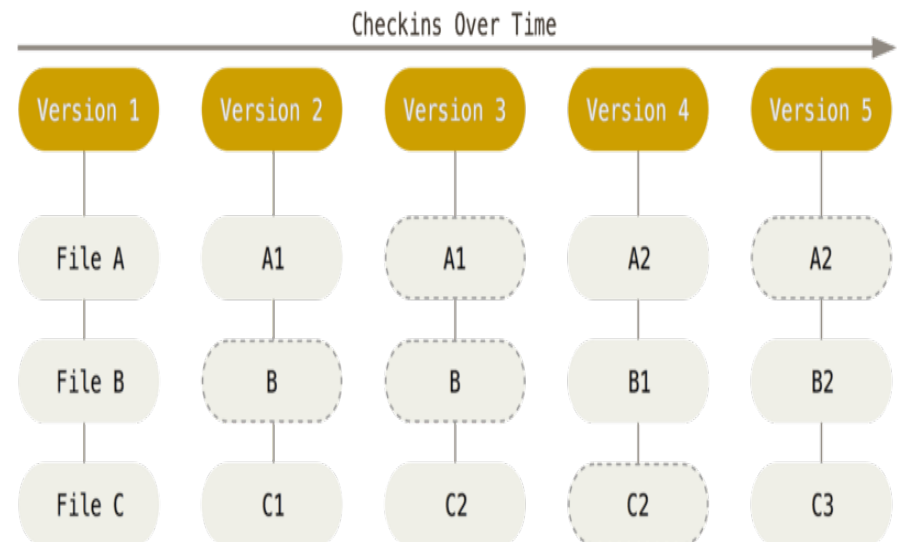 Checkins Over Time
Version 1 Version 2 Version 3 Version 4 Version 5
File A A1 A1 A2 A2
File B B B B1 B2
File C C1 C2 C2 C3